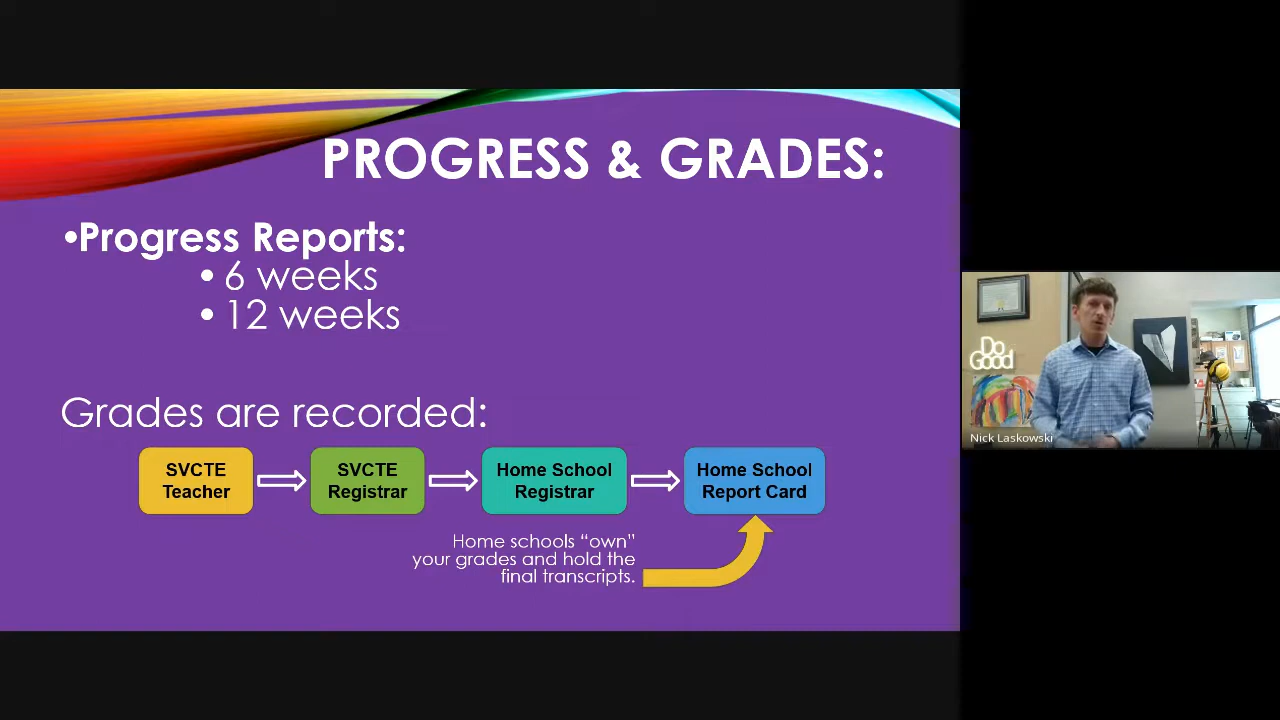 PROGRESS & GRADES:
•Progress Reports:
• 6 weeks
• 12 weeks
Grades are recorded:
SVCTE
Teacher
SVCTE
Registrar
Home School
Registrar
Home School
Report Card
Home schools “own”
your grades and hold the
final transcripts.
Do
Good
Nick Laskowski